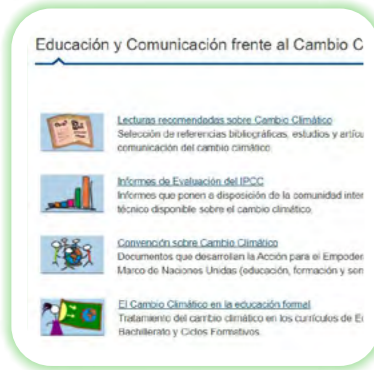 Educación y Comunicación frente al Cambio C
Lecturas recomendadas sobre Cambio Climático
Selección de referencias bibliográficas, estudios y artícu
comunicación del cambio climático.
Informes de Evaluación del IPCC
Informes que ponen a disposición de la comunidad inter
técnico disponible sobre el cambio climático.
Convención sobre Cambio Climático
Documentos que desarrollan la Acción para el Empoder
Marco de Naciones Unidas (educación, formación y sen
El Cambio Climático en la educación formal
Tratamiento del cambio climático en los currículos de E
Bachillerato y Ciclos Formativos.